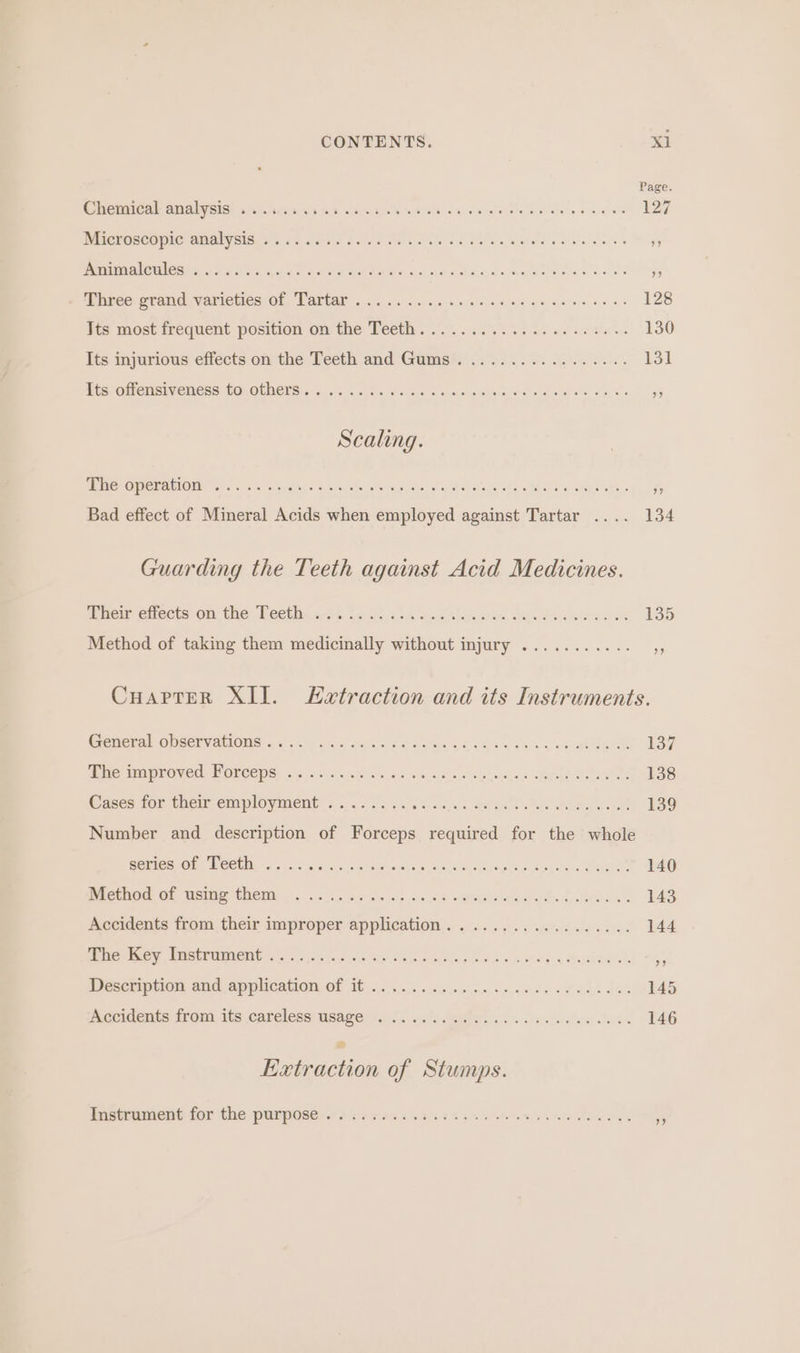 CONTENTS. xi
Page.
Chemical analysis .......................................... 127
Microscopic analysis ....................................... ,,
Animalcules ................................................ ,,
Three grand varieties of Tartar ............................ 128
Its most frequent position on the Teeth .................... 130
Its injurious effects on the Teeth and Gums ................ 131
Its offensiveness to others ................................ ,,
Scaling.
The operation .............................................. ,,
Bad effect of Mineral Acids when employed against Tartar .... 134
Guarding the Teeth against Acid Medicines.
Their effects on the Teeth ................................. 135
Method of taking them medicinally without injury ........... ,,
CHAPTER XII. Extraction and its Instruments.
General observations .... .................................. 137
The improved Forceps ....................................... 138
Cases for their employment ................................. 139
Number and description of Forceps required for the whole
series of Teeth ............................................ 140
Method of using them ....................................... 143
Accidents from their improper application .................. 144
The Key Instrument ......................................... ,,
Description and application of it .......................... 145
Accidents from its careless usage .......................... 146
Extraction of Stumps.
Instrument for the purpose ................................. ,,